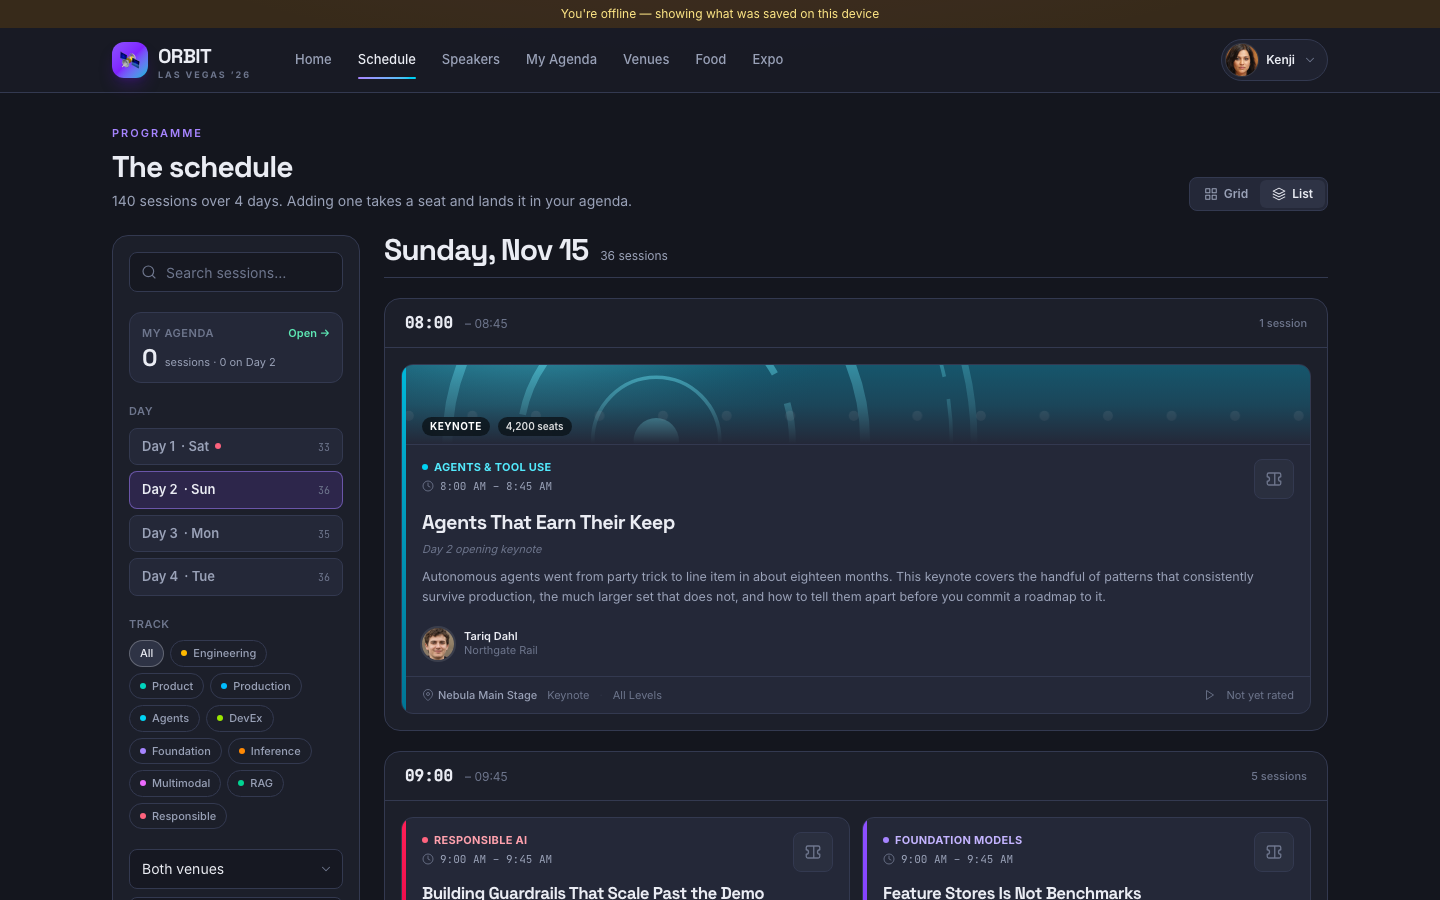 You're offline — showing what was saved on this device
ORBIT
LAS VEGAS '26
Home
Schedule
Speakers
My Agenda
Venues
Food
Expo
Kenji
PROGRAMME
The schedule
140 sessions over 4 days. Adding one takes a seat and lands it in your agenda.
Grid
List
Search sessions...
MY AGENDA
Open →
0 sessions · 0 on Day 2
DAY
Day 1 · Sat 33
Day 2 · Sun 36
Day 3 · Mon 35
Day 4 · Tue 36
TRACK
All
Engineering
Product
Production
Agents
DevEx
Foundation
Inference
Multimodal
RAG
Responsible
Both venues
Sunday, Nov 15 36 sessions
08:00 – 08:45
1 session
KEYNOTE
4,200 seats
AGENTS & TOOL USE
8:00 AM – 8:45 AM
Agents That Earn Their Keep
Day 2 opening keynote
Autonomous agents went from party trick to line item in about eighteen months. This keynote covers the handful of patterns that consistently
survive production, the much larger set that does not, and how to tell them apart before you commit a roadmap to it.
Tariq Dahl
Northgate Rail
Nebula Main Stage Keynote All Levels
Not yet rated
09:00 – 09:45
5 sessions
RESPONSIBLE AI
9:00 AM – 9:45 AM
Building Guardrails That Scale Past the Demo
FOUNDATION MODELS
9:00 AM – 9:45 AM
Feature Stores Is Not Benchmarks